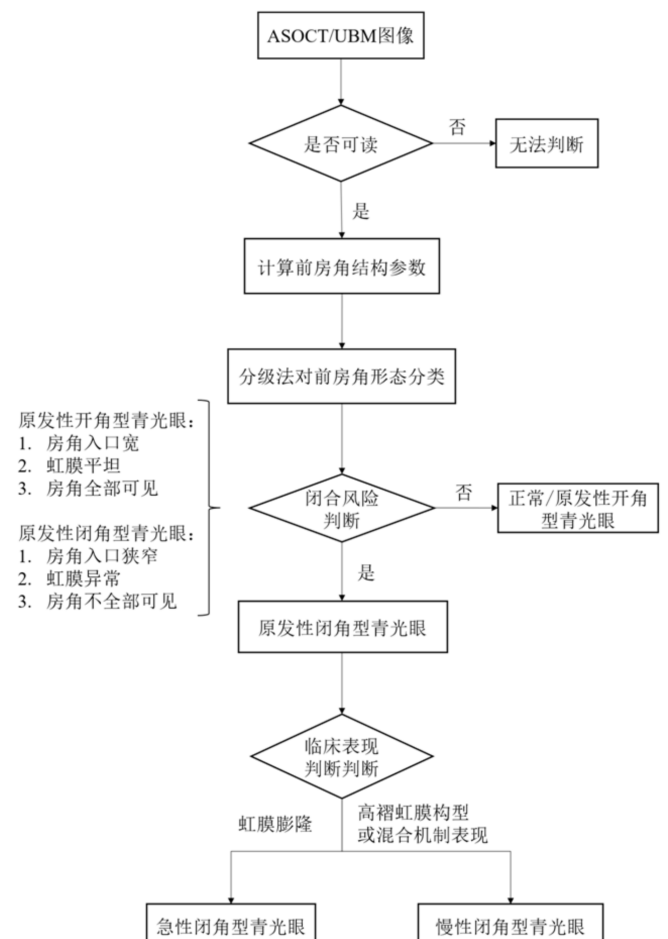 ASOCT/UBM图像
是否可读
否
无法判断
是
计算前房角结构参数
分级法对前房角形态分类
原发性开角型青光眼：
1. 房角入口宽
2. 虹膜平坦
3. 房角全部可见
原发性闭角型青光眼：
1. 房角入口狭窄
2. 虹膜异常
3. 房角不全部可见
闭合风险
判断
否
正常/原发性开角
型青光眼
是
原发性闭角型青光眼
临床表现
判断判断
虹膜膨隆
高褶虹膜构型
或混合机制表现
急性闭角型青光眼
慢性闭角型青光眼